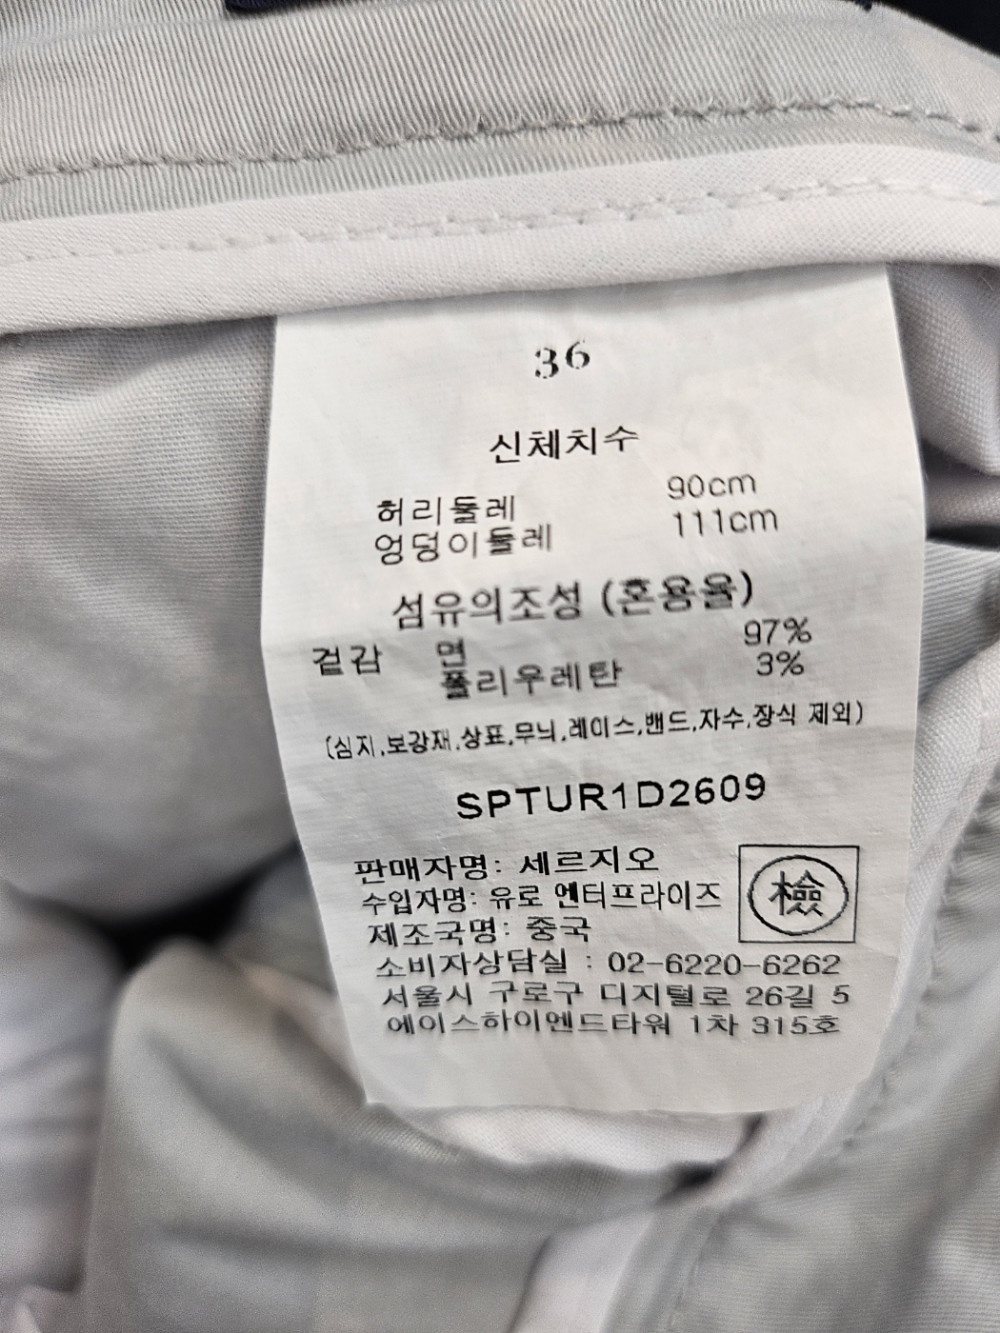 36
신체치수
허리둘레 90cm
엉덩이둘레 111cm
섬유의조성 (혼용율)
겉감 면 97%
폴리우레탄 3%
(심지,보강재,상표,무늬,레이스,밴드,자수,장식 제외)
SPTUR1D2609
판매자명: 세르지오
수입자명: 유로 엔터프라이즈
제조국명: 중국
檢
소비자상담실 : 02-6220-6262
서울시 구로구 디지털로 26길 5
에이스하이엔드타워 1차 315호